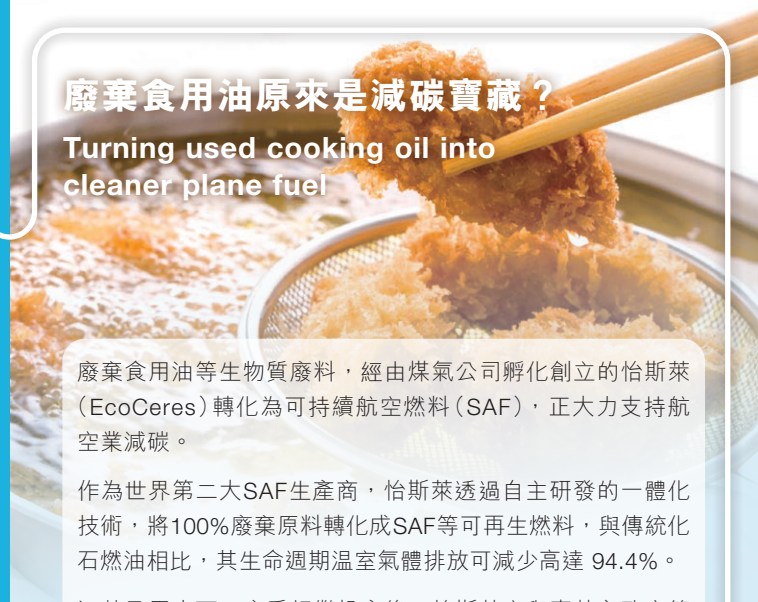 廢棄食用油原來是減碳寶藏？
Turning used cooking oil into
cleaner plane fuel
廢棄食用油等生物質廢料，經由煤氣公司孵化創立的怡斯萊
（EcoCeres）轉化為可持續航空燃料（SAF），正大力支持航
空業減碳。
作為世界第二大SAF生產商，怡斯萊透過自主研發的一體化
技術，將100%廢棄原料轉化成SAF等可再生燃料，與傳統化
石燃油相比，其生命週期温室氣體排放可減少高達 94.4%。